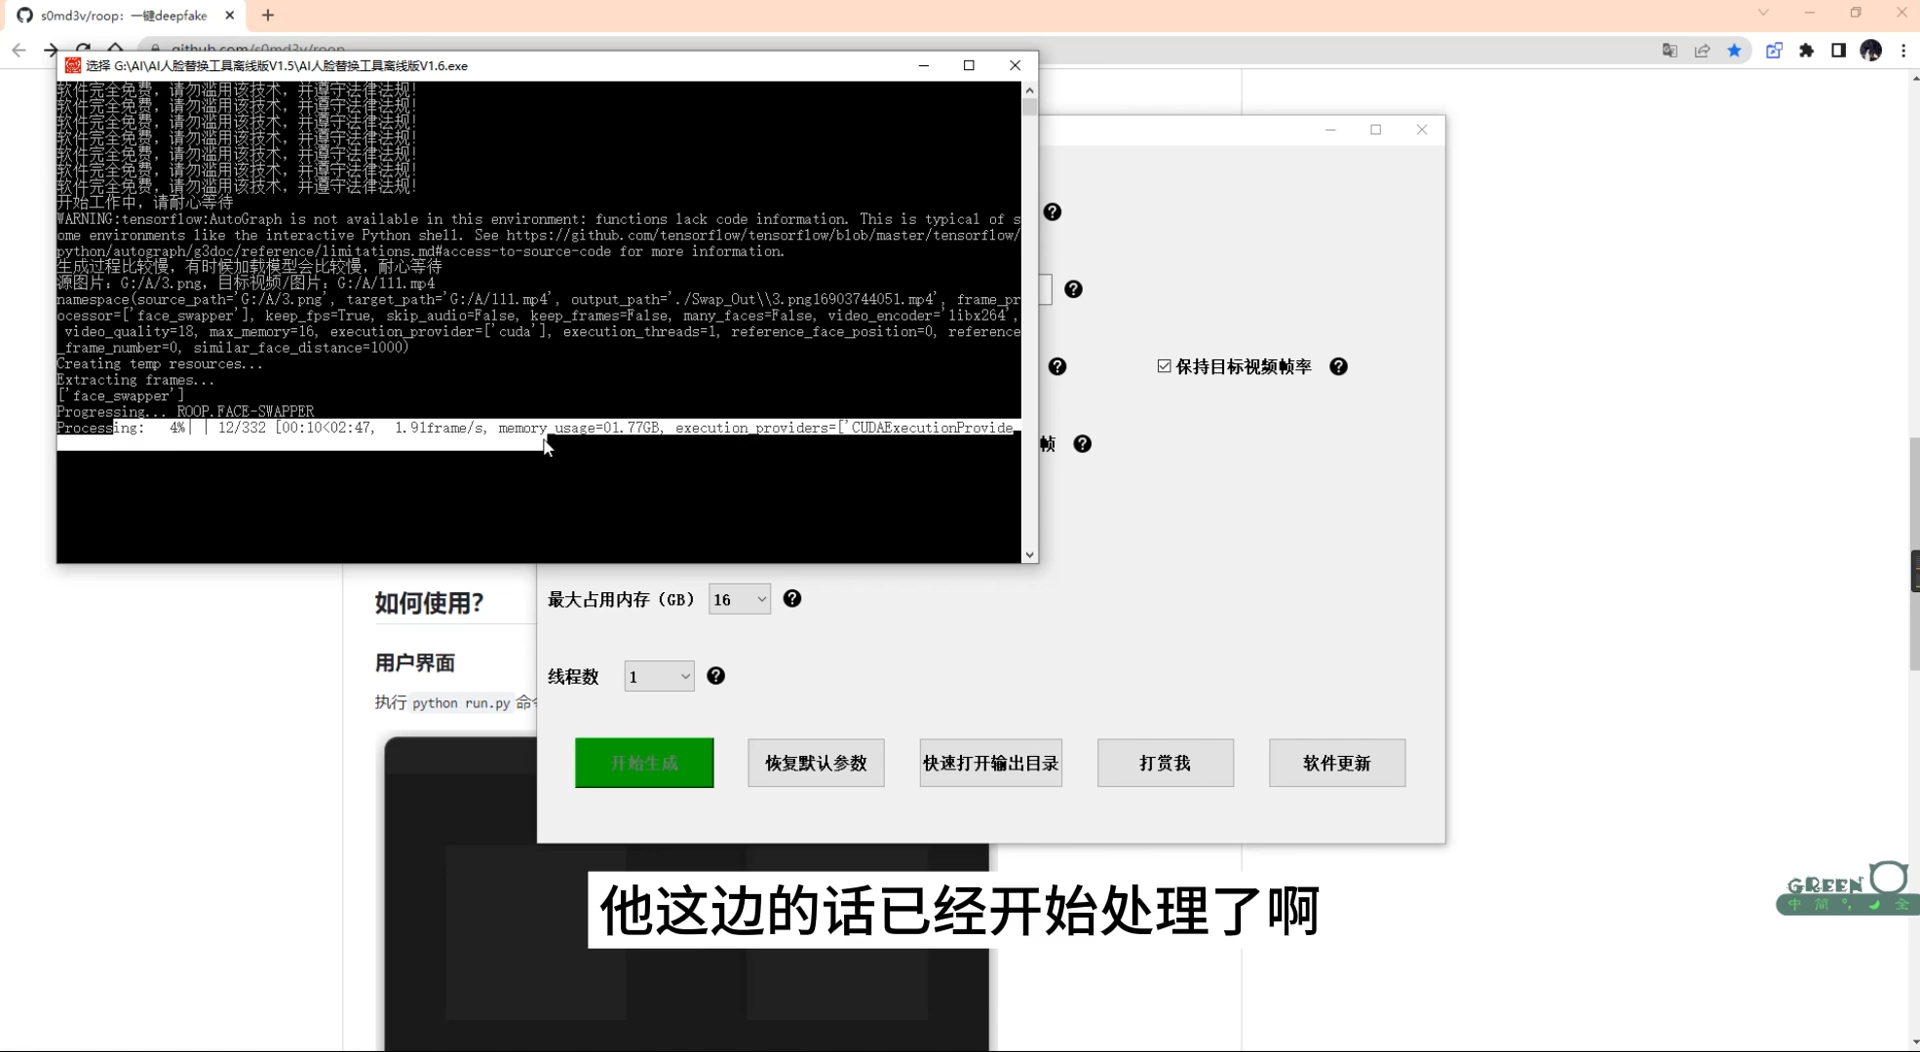 s0md3v/roop: 一键deepfake
github.com/s0md3v/roop
选择 G:\AI\AI人脸替换工具离线版V1.5\AI人脸替换工具离线版V1.6.exe
软件完全免费，请勿滥用该技术，并遵守法律法规!
软件完全免费，请勿滥用该技术，并遵守法律法规!
软件完全免费，请勿滥用该技术，并遵守法律法规!
软件完全免费，请勿滥用该技术，并遵守法律法规!
软件完全免费，请勿滥用该技术，并遵守法律法规!
软件完全免费，请勿滥用该技术，并遵守法律法规!
软件完全免费，请勿滥用该技术，并遵守法律法规!
开始工作中，请耐心等待
WARNING:tensorflow:AutoGraph is not available in this environment: functions lack code information. This is typical of s
ome environments like the interactive Python shell. See https://github.com/tensorflow/tensorflow/blob/master/tensorflow/
python/autograph/g3doc/reference/limitations.md#access-to-source-code for more information.
生成过程比较慢，有时候加载模型会比较慢，耐心等待
源图片：G:/A/3.png，目标视频/图片：G:/A/111.mp4
namespace(source_path='G:/A/3.png', target_path='G:/A/111.mp4', output_path='./Swap_Out\\3.png16903744051.mp4', frame_pr
ocessor=['face_swapper'], keep_fps=True, skip_audio=False, keep_frames=False, many_faces=False, video_encoder='libx264',
video_quality=18, max_memory=16, execution_provider=['cuda'], execution_threads=1, reference_face_position=0, reference
_frame_number=0, similar_face_distance=1000)
Creating temp resources...
Extracting frames...
['face_swapper']
Progressing... ROOP.FACE-SWAPPER
Processing: 4%| | 12/332 [00:10<02:47, 1.91frame/s, memory_usage=01.77GB, execution_providers=['CUDAExecutionProvide
保持目标视频帧率
帧
最大占用内存（GB） 16
线程数 1
开始生成 恢复默认参数 快速打开输出目录 打赏我 软件更新
如何使用?
用户界面
执行 python run.py 命令
他这边的话已经开始处理了啊
GREEN
中 简 °, 全